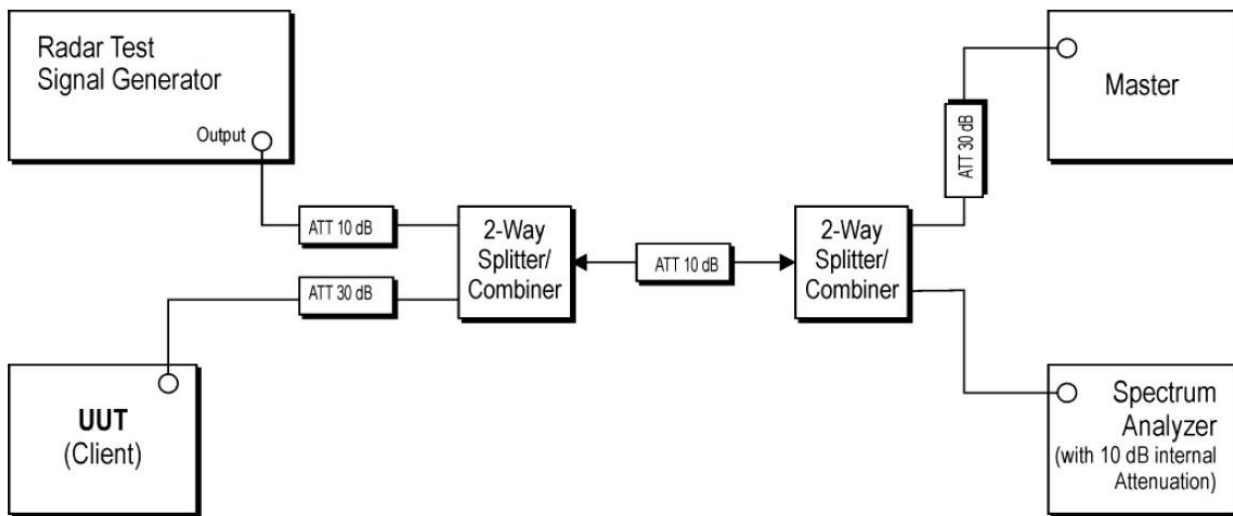 Radar Test
Signal Generator
Output
ATT 10 dB
ATT 30 dB
2-Way
Splitter/
Combiner
ATT 10 dB
2-Way
Splitter/
Combiner
ATT 30 dB
Master
UUT
(Client)
Spectrum
Analyzer
(with 10 dB internal
Attenuation)